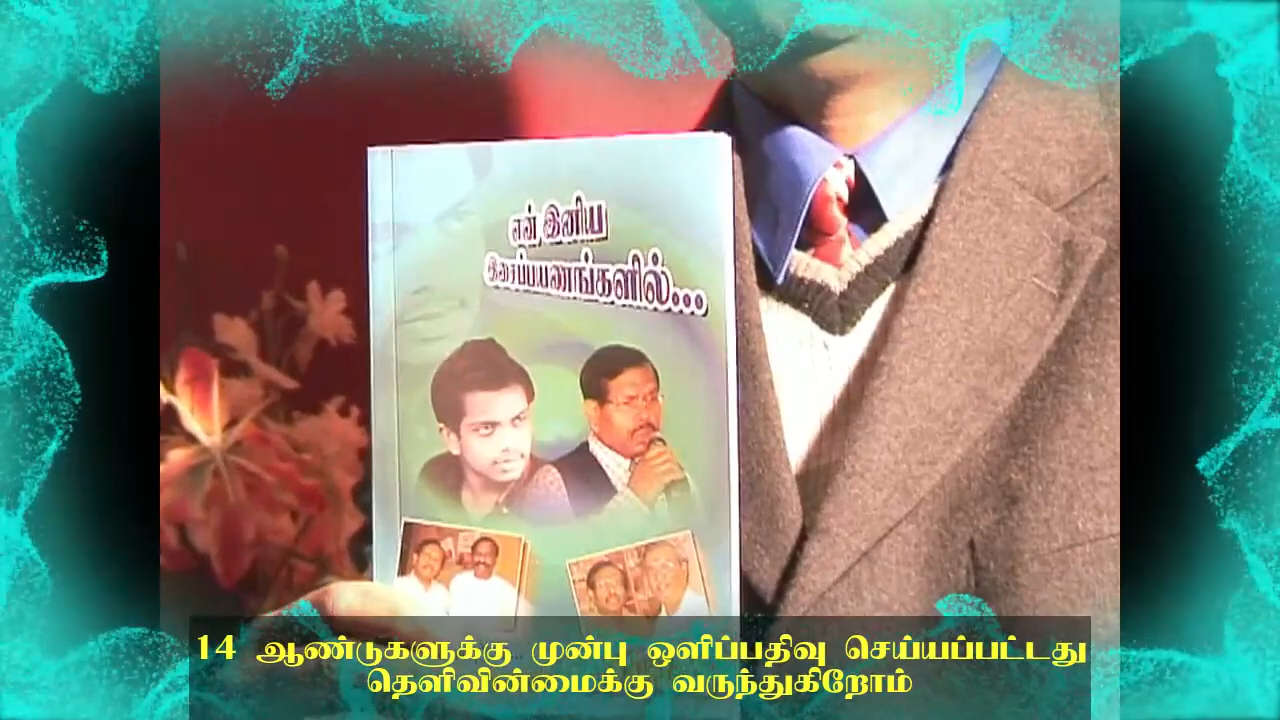 என் இனிய
இசைப்பயணங்களில்...
14 ஆண்டுகளுக்கு முன்பு ஒளிப்பதிவு செய்யப்பட்டது
தெளிவின்மைக்கு வருந்துகிறோம்